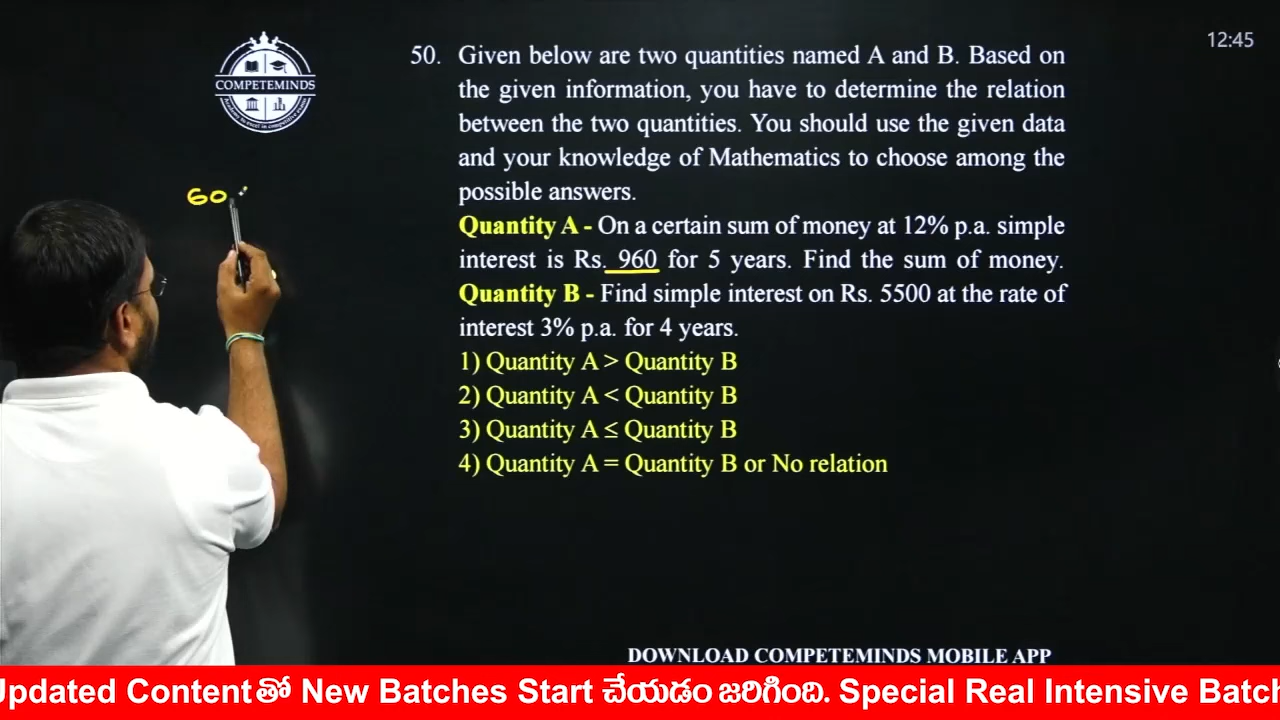 12:45
COMPETEMINDS
50. Given below are two quantities named A and B. Based on
the given information, you have to determine the relation
between the two quantities. You should use the given data
and your knowledge of Mathematics to choose among the
possible answers.
60
Quantity A - On a certain sum of money at 12% p.a. simple
interest is Rs. 960 for 5 years. Find the sum of money.
Quantity B - Find simple interest on Rs. 5500 at the rate of
interest 3% p.a. for 4 years.
1) Quantity A > Quantity B
2) Quantity A < Quantity B
3) Quantity A ≤ Quantity B
4) Quantity A = Quantity B or No relation
DOWNLOAD COMPETEMINDS MOBILE APP
Updated Contentతో New Batches Start చేయడం జరిగింది. Special Real Intensive Batch